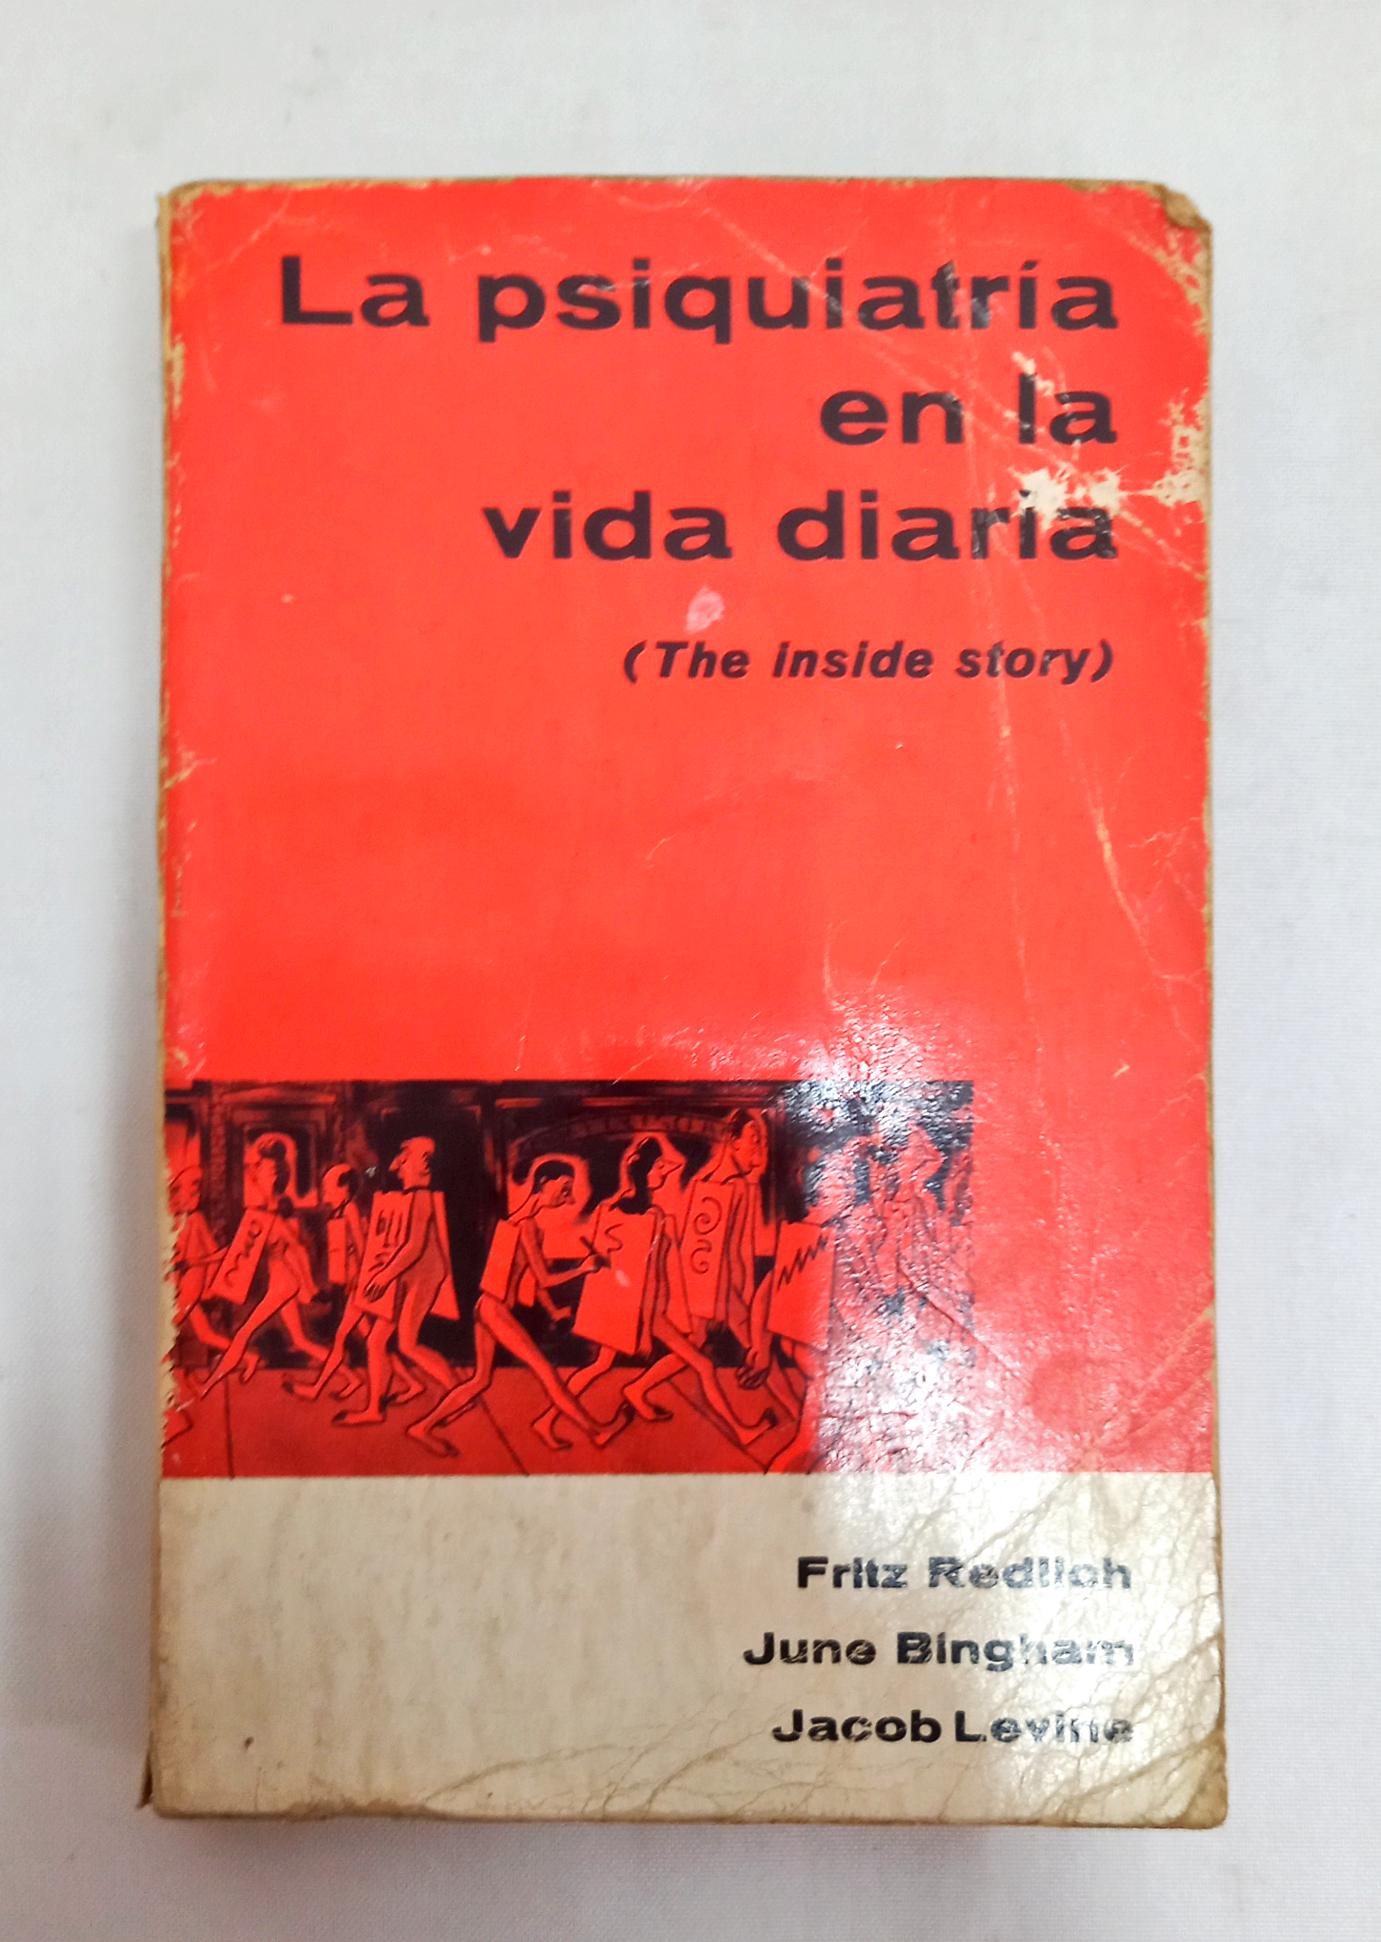 La psiquiatría
en la
vida diaria
(The inside story)
Fritz Redlich
June Bingham
Jacob Levine